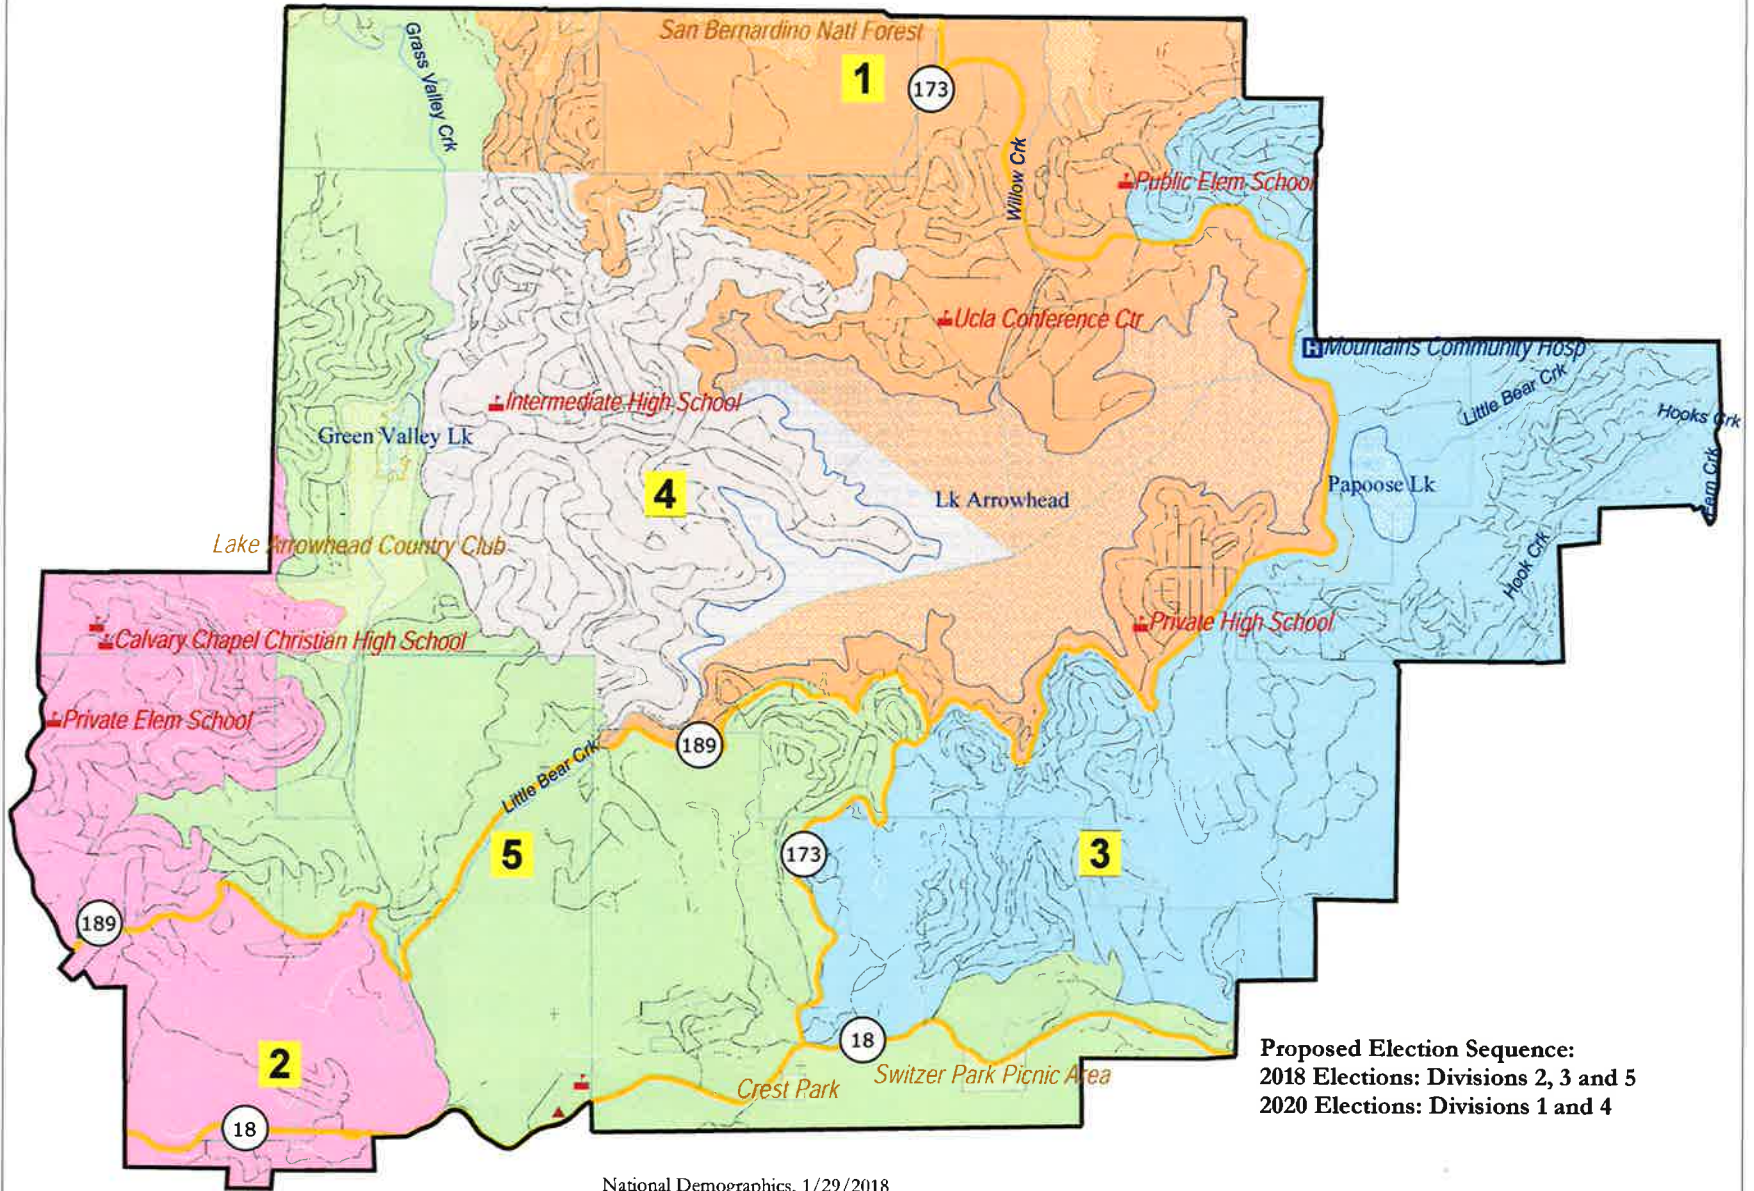 San Bernardino Natl Forest
Grass Valley Crk
1
173
Willow Crk
Public Elem School
Ucla Conference Ctr
Mountains Community Hosp
H
Little Bear Crk
Hooks Crk
Intermediate High School
Green Valley Lk
4
Lk Arrowhead
Papoose Lk
Fern Crk
Lake Arrowhead Country Club
Hook Crk
Calvary Chapel Christian High School
Private High School
Private Elem School
189
Little Bear Crk
5
173
3
189
2
18
18
Crest Park
Switzer Park Picnic Area
Proposed Election Sequence:
2018 Elections: Divisions 2, 3 and 5
2020 Elections: Divisions 1 and 4
National Demographics, 1/29/2018